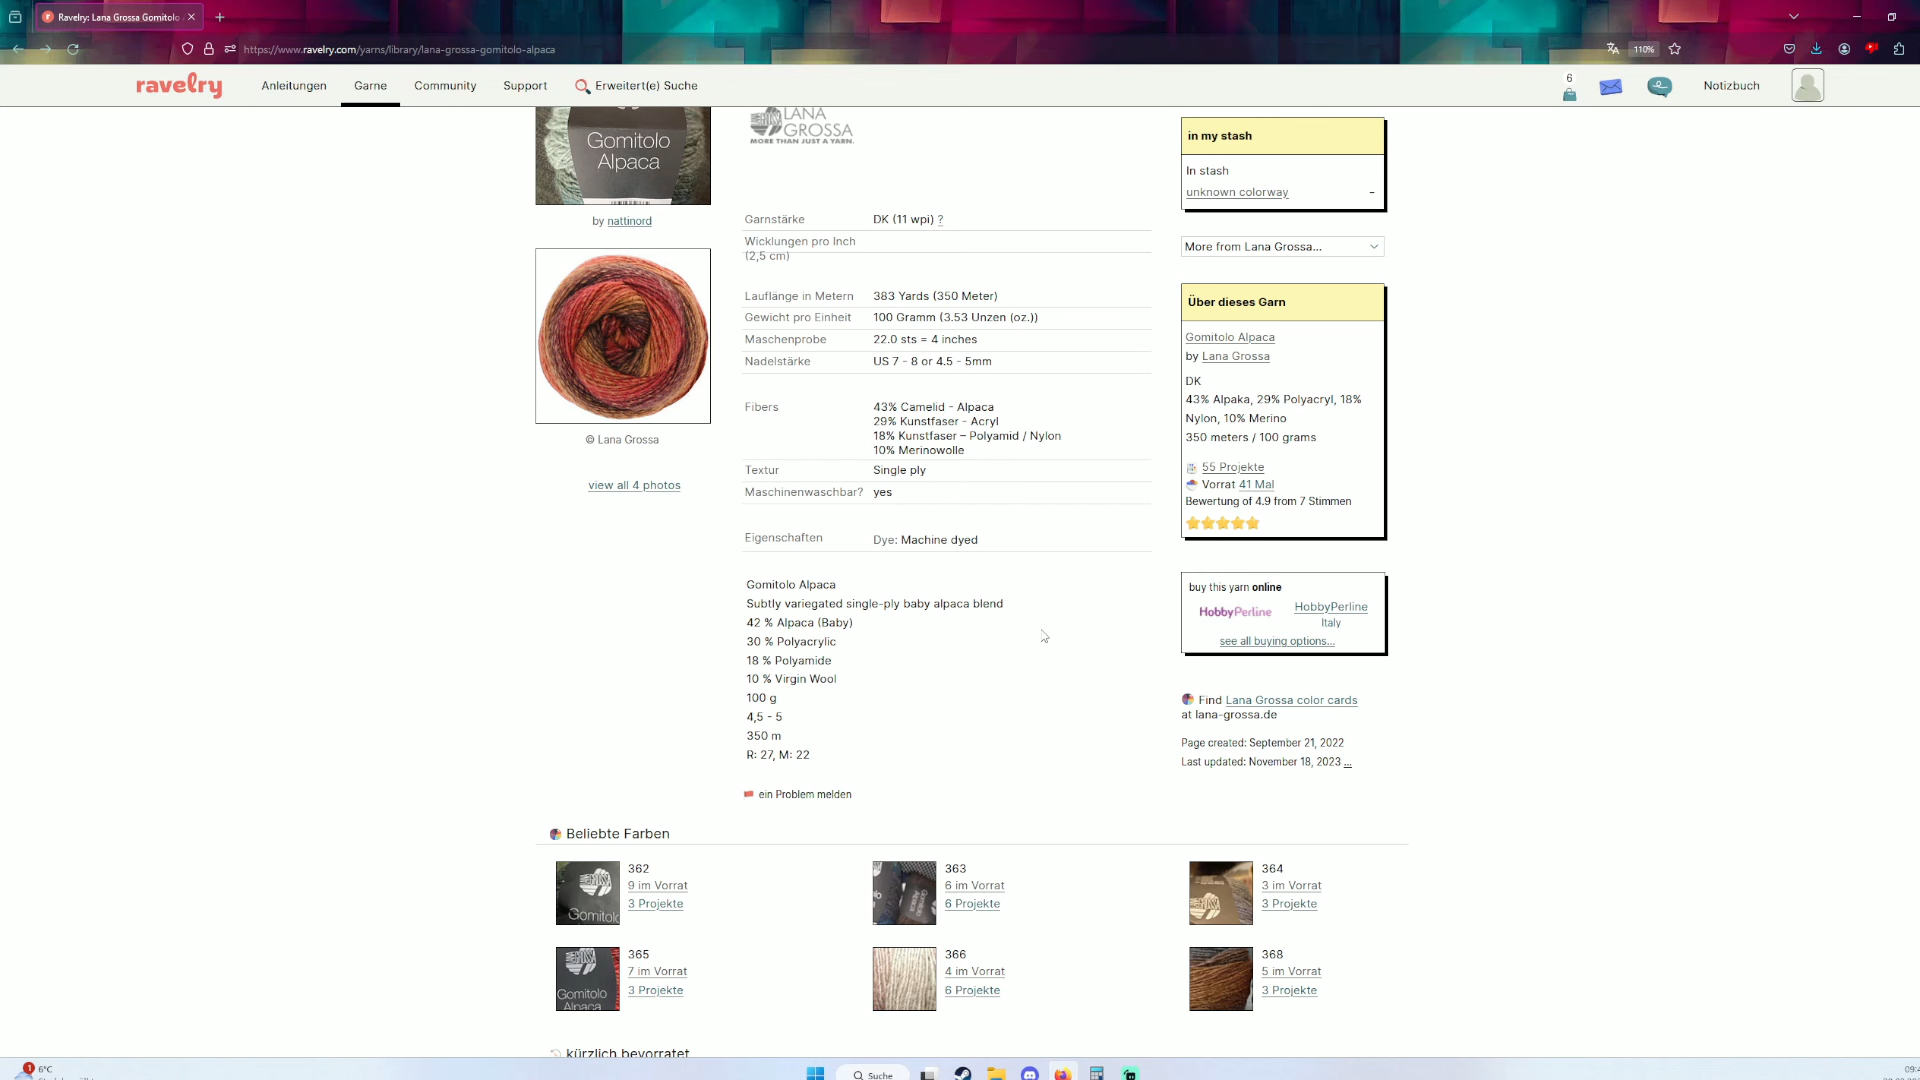 Ravelry: Lana Grossa Gomitolo
https://www.ravelry.com/yarns/library/lana-grossa-gomitolo-alpaca
110%
ravelry
Anleitungen
Garne
Community
Support
Erweitert(e) Suche
6
Notizbuch
Gomitolo
Alpaca
by nattinord
© Lana Grossa
view all 4 photos
LANA
GROSSA
MORE THAN JUST A YARN.
Garnstärke DK (11 wpi) ?
Wicklungen pro Inch
(2,5 cm)
Lauflänge in Metern 383 Yards (350 Meter)
Gewicht pro Einheit 100 Gramm (3.53 Unzen (oz.))
Maschenprobe 22.0 sts = 4 inches
Nadelstärke US 7 - 8 or 4.5 - 5mm
Fibers 43% Camelid - Alpaca
29% Kunstfaser - Acryl
18% Kunstfaser – Polyamid / Nylon
10% Merinowolle
Textur Single ply
Maschinenwaschbar? yes
Eigenschaften Dye: Machine dyed
Gomitolo Alpaca
Subtly variegated single-ply baby alpaca blend
42 % Alpaca (Baby)
30 % Polyacrylic
18 % Polyamide
10 % Virgin Wool
100 g
4,5 - 5
350 m
R: 27, M: 22
ein Problem melden
in my stash
In stash
unknown colorway -
More from Lana Grossa...
Über dieses Garn
Gomitolo Alpaca
by Lana Grossa
DK
43% Alpaka, 29% Polyacryl, 18%
Nylon, 10% Merino
350 meters / 100 grams
55 Projekte
Vorrat 41 Mal
Bewertung of 4.9 from 7 Stimmen
buy this yarn online
HobbyPerline
HobbyPerline
Italy
see all buying options...
Find Lana Grossa color cards
at lana-grossa.de
Page created: September 21, 2022
Last updated: November 18, 2023 ...
Beliebte Farben
362
9 im Vorrat
3 Projekte
Gomitolo
363
6 im Vorrat
6 Projekte
364
3 im Vorrat
3 Projekte
365
7 im Vorrat
3 Projekte
Gomitolo
Alpaca
366
4 im Vorrat
6 Projekte
368
5 im Vorrat
3 Projekte
kürzlich bevorratet
1
6°C
Suche